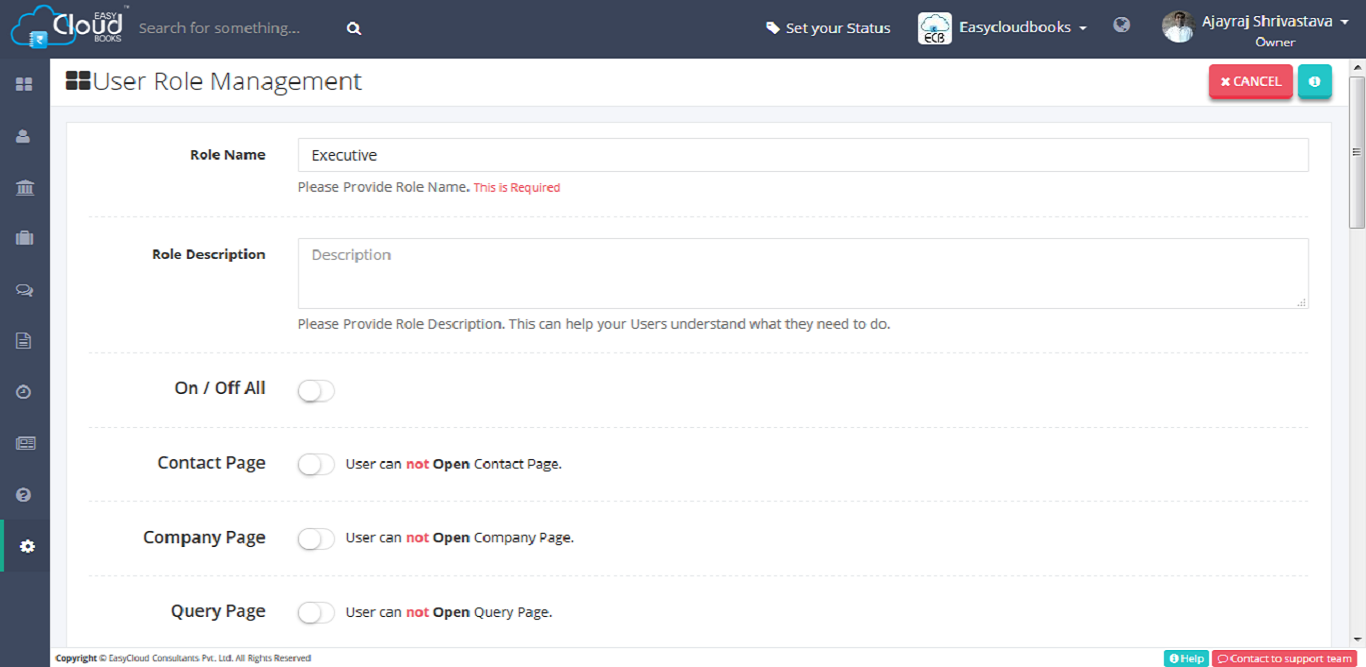 EASY
Cloud™
BOOKS
Search for something...
Set your Status
ECB
Easycloudbooks
Ajayraj Shrivastava
Owner
User Role Management
CANCEL
Role Name
Executive
Please Provide Role Name. This is Required
Role Description
Description
Please Provide Role Description. This can help your Users understand what they need to do.
On / Off All
Contact Page
User can not Open Contact Page.
Company Page
User can not Open Company Page.
Query Page
User can not Open Query Page.
Copyright © EasyCloud Consultants Pvt. Ltd. All Rights Reserved
Help
Contact to support team